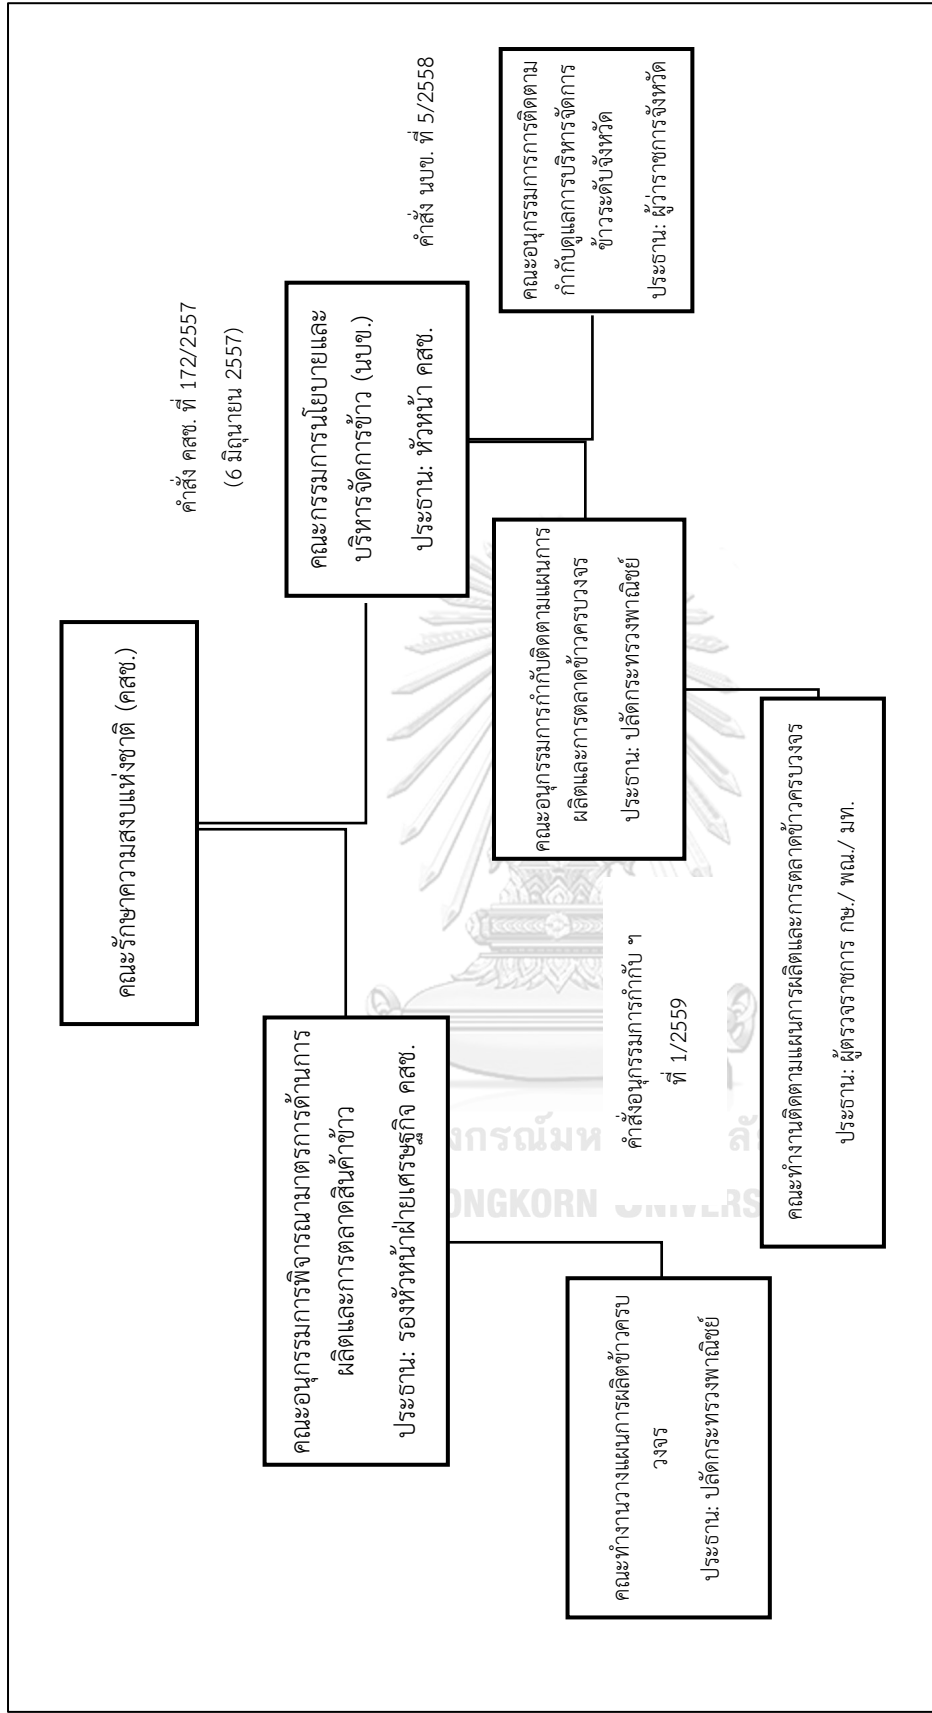 คณะรักษาความสงบแห่งชาติ (คสช.)
คำสั่ง คสช. ที่ 172/2557
(6 มิถุนายน 2557)
คณะอนุกรรมการพิจารณามาตรการด้านการ
ผลิตและการตลาดสินค้าข้าว
ประธาน: รองหัวหน้าฝ่ายเศรษฐกิจ คสช.
คณะกรรมการนโยบายและ
บริหารจัดการข้าว (นบข.)
ประธาน: หัวหน้า คสช.
คำสั่ง นบข. ที่ 5/2558
คณะอนุกรรมการกำกับติดตามแผนการ
ผลิตและการตลาดข้าวครบวงจร
ประธาน: ปลัดกระทรวงพาณิชย์
คณะอนุกรรมการการติดตาม
กำกับดูแลการบริหารจัดการ
ข้าวระดับจังหวัด
ประธาน: ผู้ว่าราชการจังหวัด
คณะทำงานวางแผนการผลิตข้าวครบ
วงจร
ประธาน: ปลัดกระทรวงพาณิชย์
คำสั่งอนุกรรมการกำกับ ๆ
ที่ 1/2559
คณะทำงานติดตามแผนการผลิตและการตลาดข้าวครบวงจร
ประธาน: ผู้ตรวจราชการ กษ./ พณ./ มท.